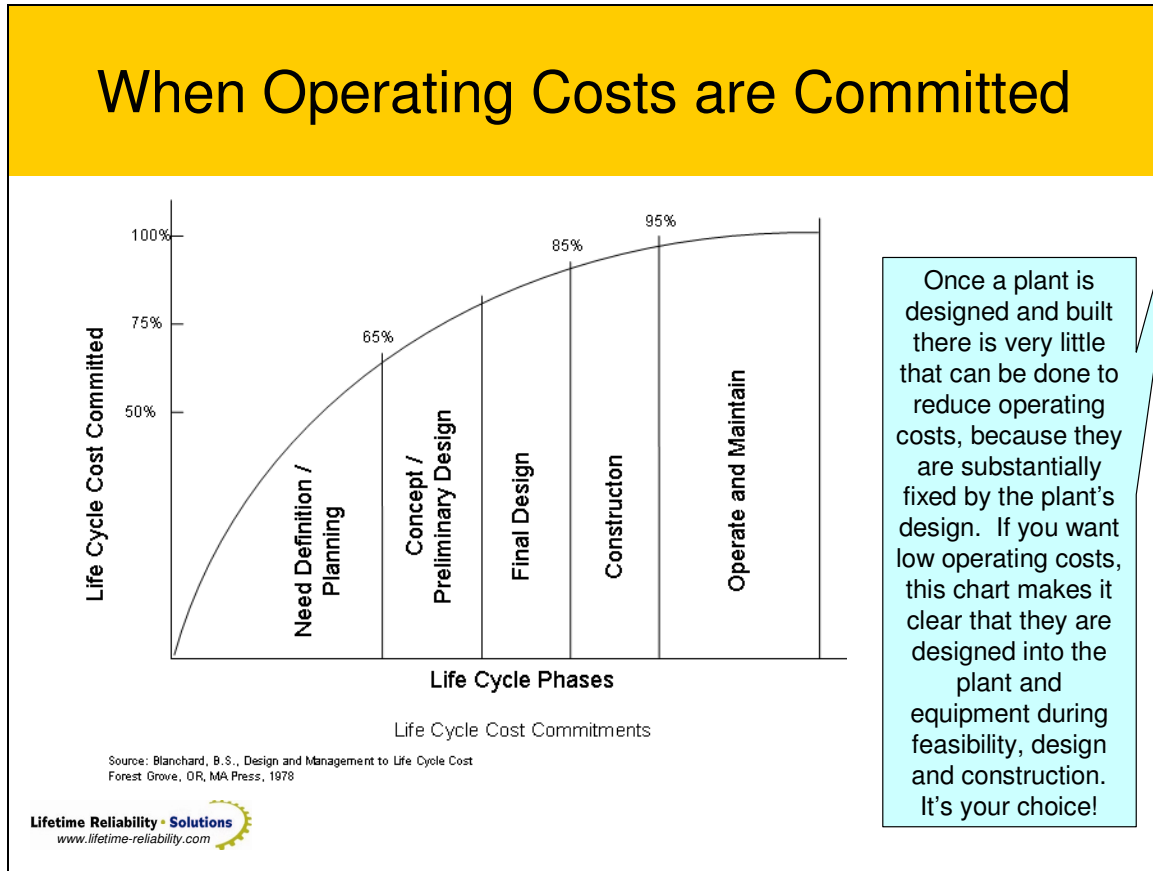 When Operating Costs are Committed
100%
75%
50%
65%
85%
95%
Life Cycle Cost Committed
Need Definition /
Planning
Concept /
Preliminary Design
Final Design
Constructon
Operate and Maintain
Life Cycle Phases
Life Cycle Cost Commitments
Source: Blanchard, B.S., Design and Management to Life Cycle Cost
Forest Grove, OR, MA Press, 1978
Once a plant is
designed and built
there is very little
that can be done to
reduce operating
costs, because they
are substantially
fixed by the plant's
design. If you want
low operating costs,
this chart makes it
clear that they are
designed into the
plant and
equipment during
feasibility, design
and construction.
It's your choice!
Lifetime Reliability • Solutions
www.lifetime-reliability.com